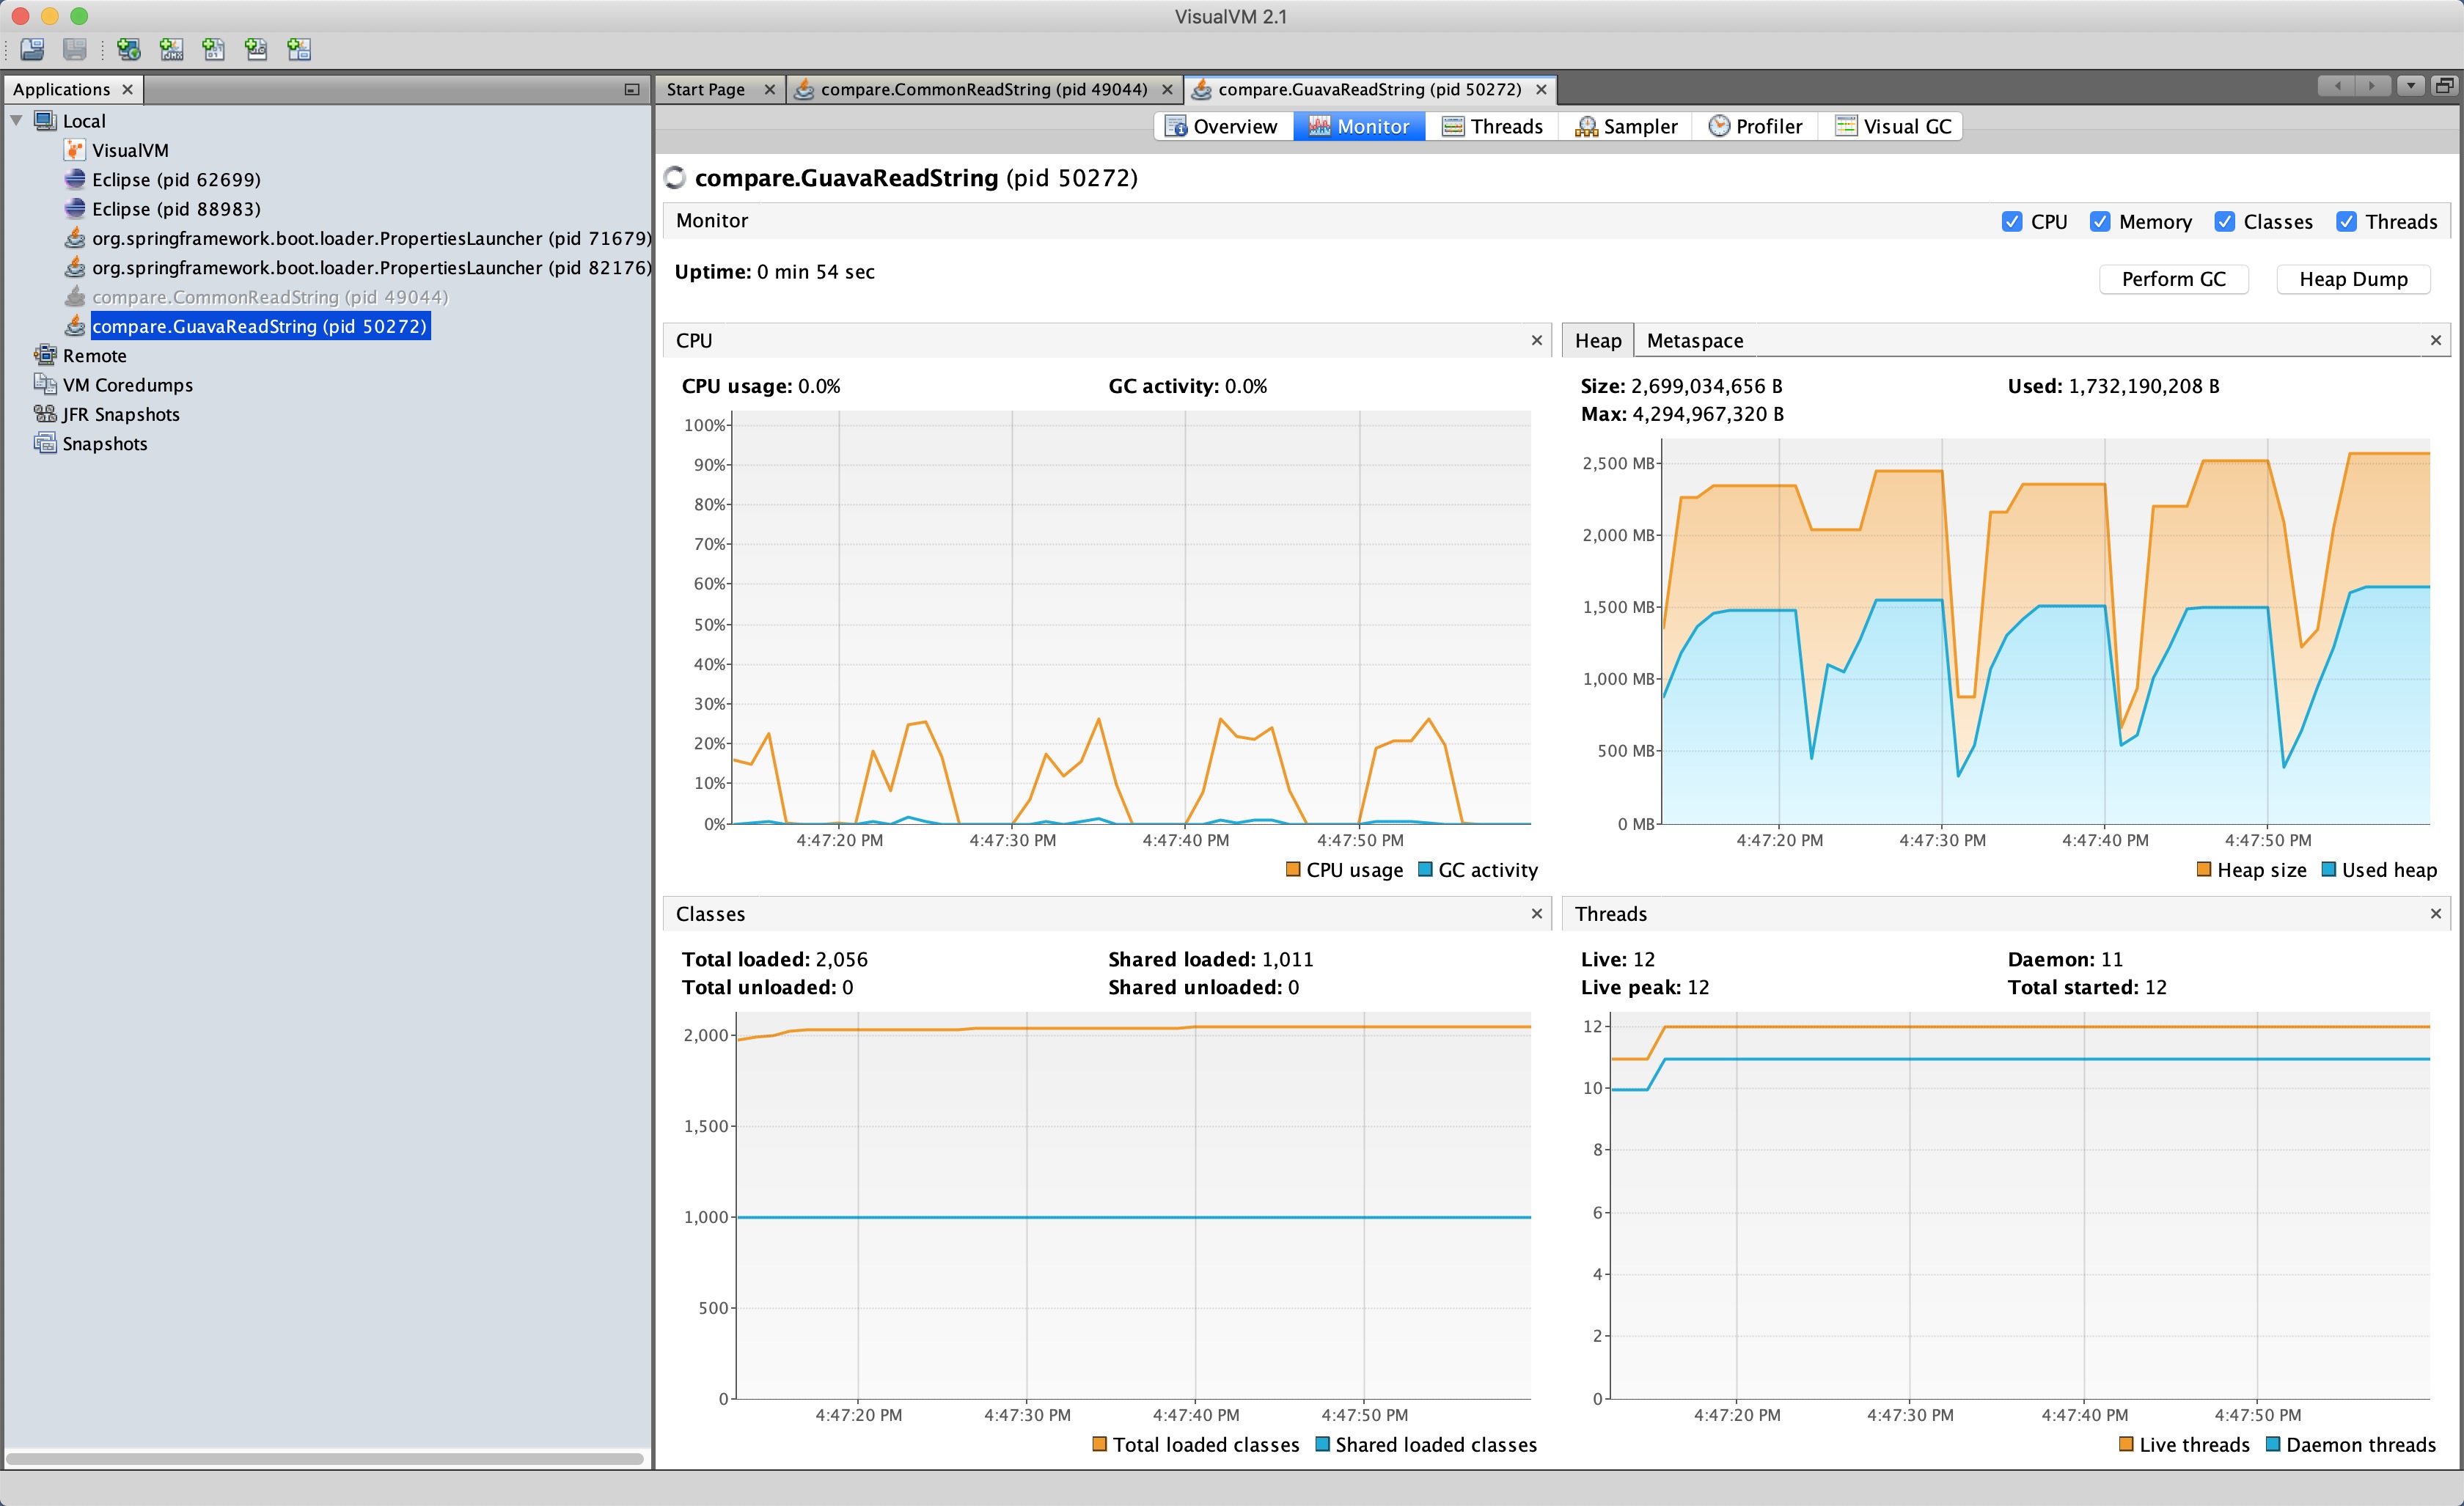 VisualVM 2.1
Applications
Start Page
compare.CommonReadString (pid 49044)
compare.GuavaReadString (pid 50272)
Local
VisualVM
Eclipse (pid 62699)
Eclipse (pid 88983)
org.springframework.boot.loader.PropertiesLauncher (pid 71679)
org.springframework.boot.loader.PropertiesLauncher (pid 82176)
compare.CommonReadString (pid 49044)
compare.GuavaReadString (pid 50272)
Remote
VM Coredumps
JFR Snapshots
Snapshots
Overview Monitor Threads Sampler Profiler Visual GC
compare.GuavaReadString (pid 50272)
Monitor
CPU Memory Classes Threads
Uptime: 0 min 54 sec
Perform GC Heap Dump
CPU
CPU usage: 0.0% GC activity: 0.0%
100%
90%
80%
70%
60%
50%
40%
30%
20%
10%
0%
4:47:20 PM 4:47:30 PM 4:47:40 PM 4:47:50 PM
CPU usage GC activity
Heap Metaspace
Size: 2,699,034,656 B Used: 1,732,190,208 B
Max: 4,294,967,320 B
2,500 MB
2,000 MB
1,500 MB
1,000 MB
500 MB
0 MB
4:47:20 PM 4:47:30 PM 4:47:40 PM 4:47:50 PM
Heap size Used heap
Classes
Total loaded: 2,056 Shared loaded: 1,011
Total unloaded: 0 Shared unloaded: 0
2,000
1,500
1,000
500
0
4:47:20 PM 4:47:30 PM 4:47:40 PM 4:47:50 PM
Total loaded classes Shared loaded classes
Threads
Live: 12 Daemon: 11
Live peak: 12 Total started: 12
12
10
8
6
4
2
0
4:47:20 PM 4:47:30 PM 4:47:40 PM 4:47:50 PM
Live threads Daemon threads